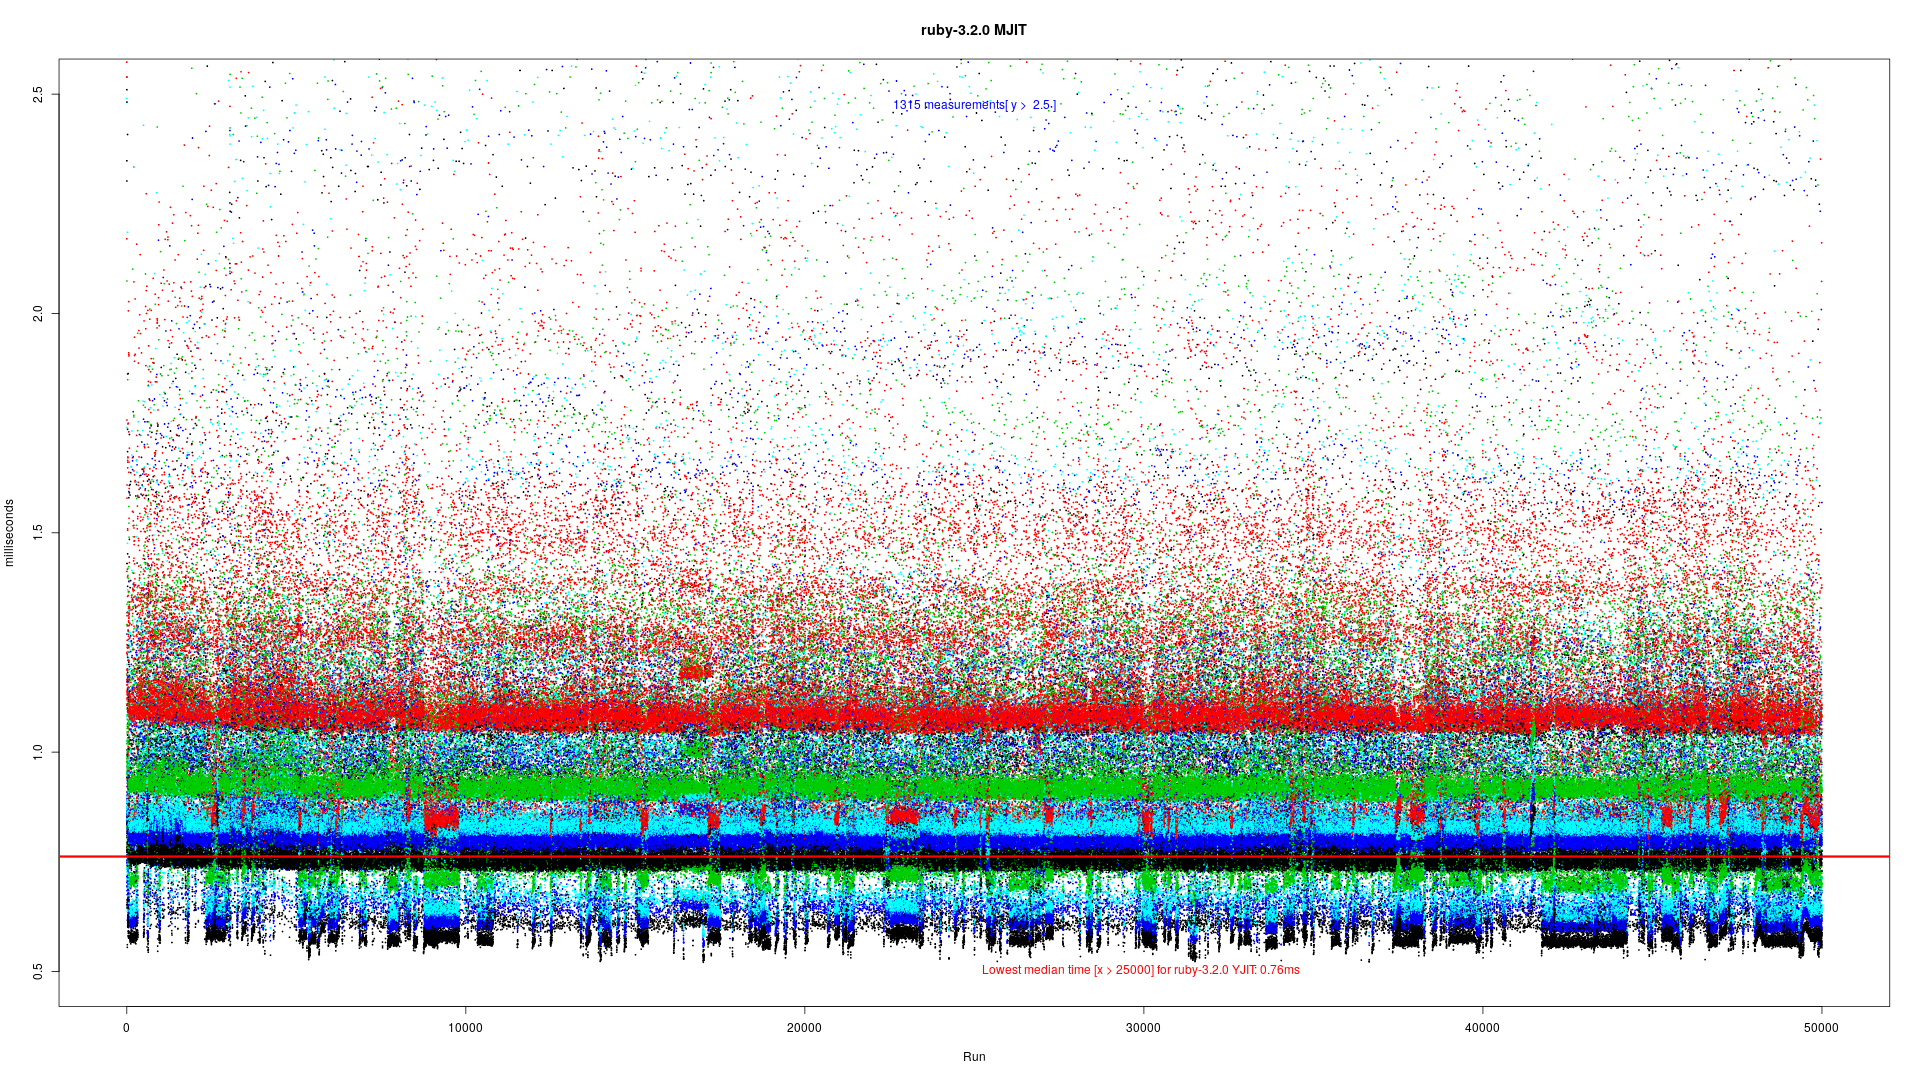 ruby-3.2.0 MJIT
1315 measurements[ y >  2.5 ]
milliseconds
2.5
2.0
1.5
1.0
0.5
Lowest median time [x > 25000] for ruby-3.2.0 YJIT: 0.76ms
0 10000 20000 30000 40000 50000
Run